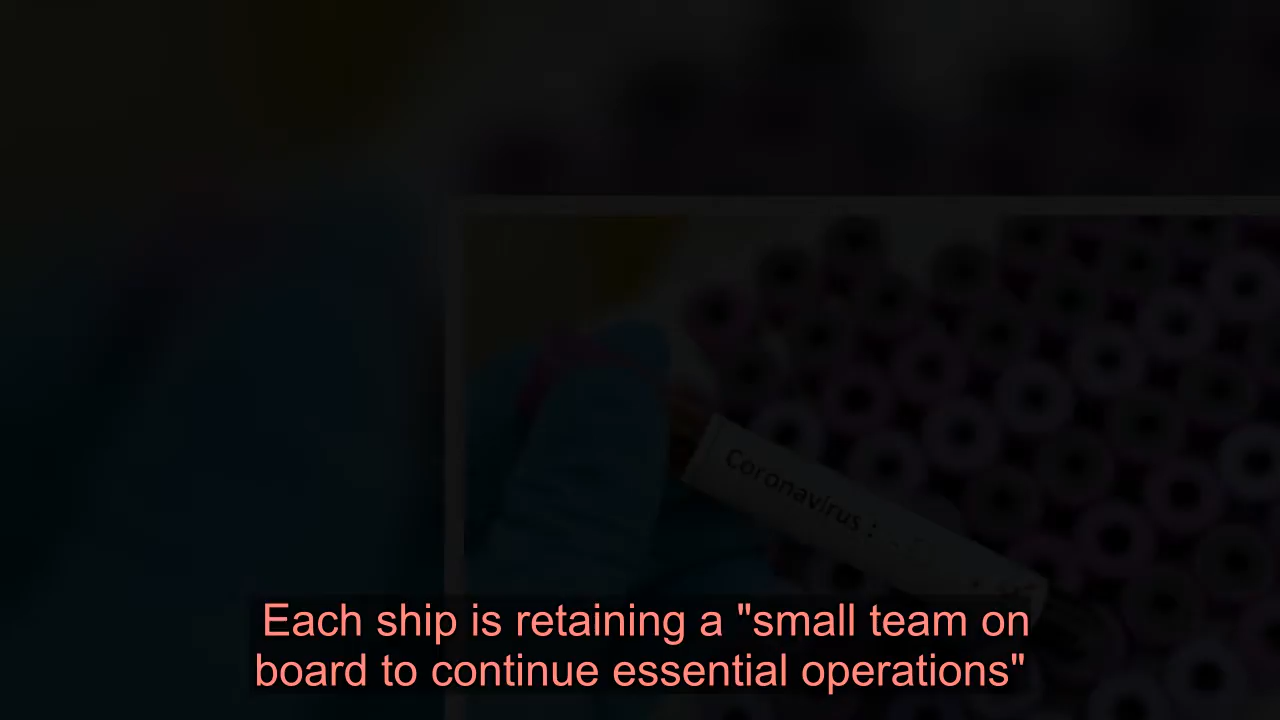 Coronavirus :
Each ship is retaining a "small team on
board to continue essential operations"